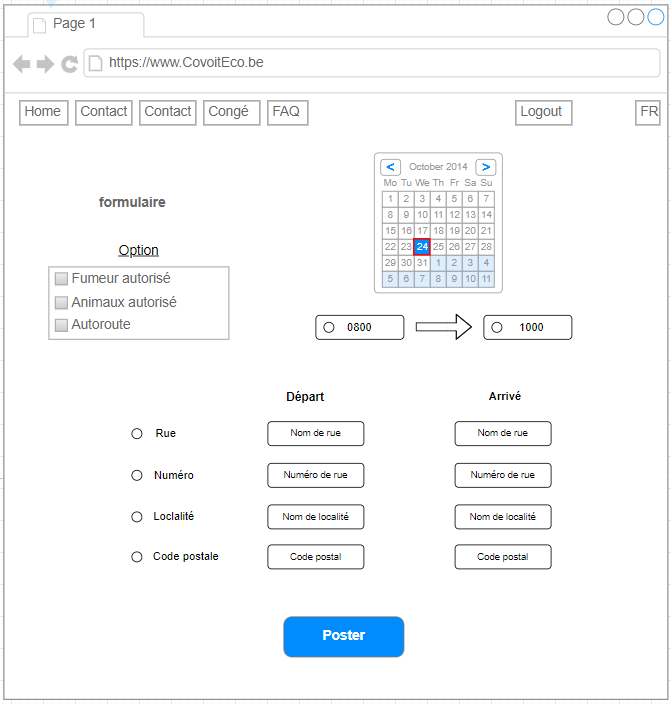 Page 1
https://www.CovoitEco.be
Home Contact Contact Congé FAQ Logout FR
< October 2014 >
Mo Tu We Th Fr Sa Su
1 2 3 4 5 6 7
8 9 10 11 12 13 14
15 16 17 18 19 20 21
22 23 24 25 26 27 28
29 30 31 1 2 3 4
5 6 7 8 9 10 11
formulaire
Option
Fumeur autorisé
Animaux autorisé
Autoroute
0800 1000
Départ Arrivé
Rue Nom de rue Nom de rue
Numéro Numéro de rue Numéro de rue
Loclalité Nom de localité Nom de localité
Code postale Code postal Code postal
Poster